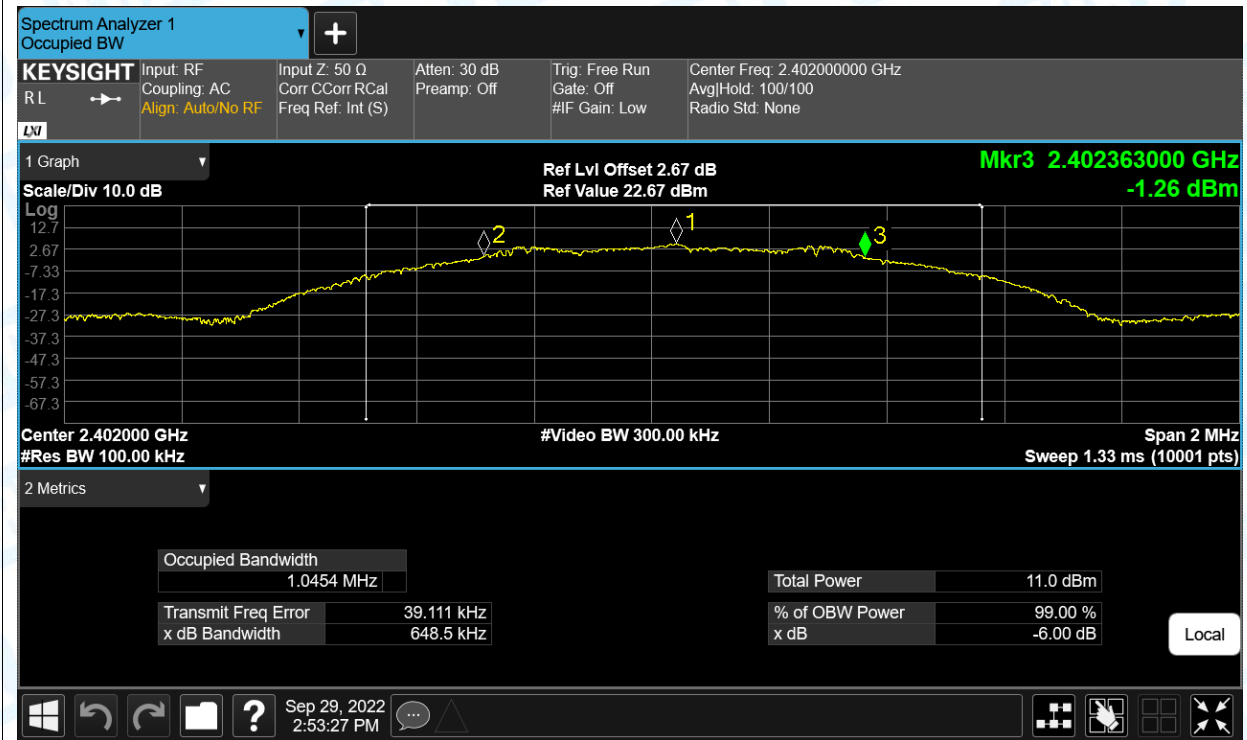 Spectrum Analyzer 1
Occupied BW
+
KEYSIGHT
R L
LXI
Input: RF
Coupling: AC
Align: Auto/No RF
Input Z: 50 Ω
Corr CCorr RCal
Freq Ref: Int (S)
Atten: 30 dB
Preamp: Off
Trig: Free Run
Gate: Off
#IF Gain: Low
Center Freq: 2.402000000 GHz
Avg|Hold: 100/100
Radio Std: None
1 Graph
Scale/Div 10.0 dB
Ref Lvl Offset 2.67 dB
Ref Value 22.67 dBm
Mkr3 2.402363000 GHz
-1.26 dBm
Log
12.7
2.67
-7.33
-17.3
-27.3
-37.3
-47.3
-57.3
-67.3
2
1
3
Center 2.402000 GHz
#Video BW 300.00 kHz
Span 2 MHz
#Res BW 100.00 kHz
Sweep 1.33 ms (10001 pts)
2 Metrics
Occupied Bandwidth
1.0454 MHz
Transmit Freq Error 39.111 kHz
x dB Bandwidth 648.5 kHz
Total Power 11.0 dBm
% of OBW Power 99.00 %
x dB -6.00 dB
Local
?
Sep 29, 2022
2:53:27 PM